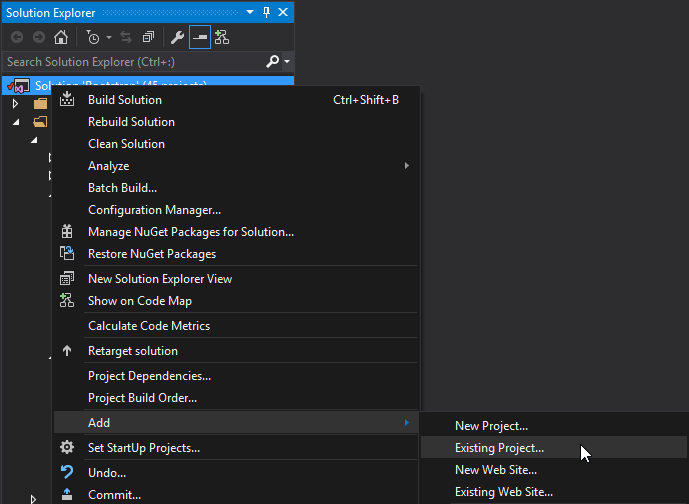 Solution Explorer
Search Solution Explorer (Ctrl+;)
Solution 'Bootstrap' (45 projects)
Build Solution Ctrl+Shift+B
Rebuild Solution
Clean Solution
Analyze
Batch Build...
Configuration Manager...
Manage NuGet Packages for Solution...
Restore NuGet Packages
New Solution Explorer View
Show on Code Map
Calculate Code Metrics
Retarget solution
Project Dependencies...
Project Build Order...
Add
New Project...
Set StartUp Projects...
Existing Project...
Undo...
New Web Site...
Commit...
Existing Web Site...